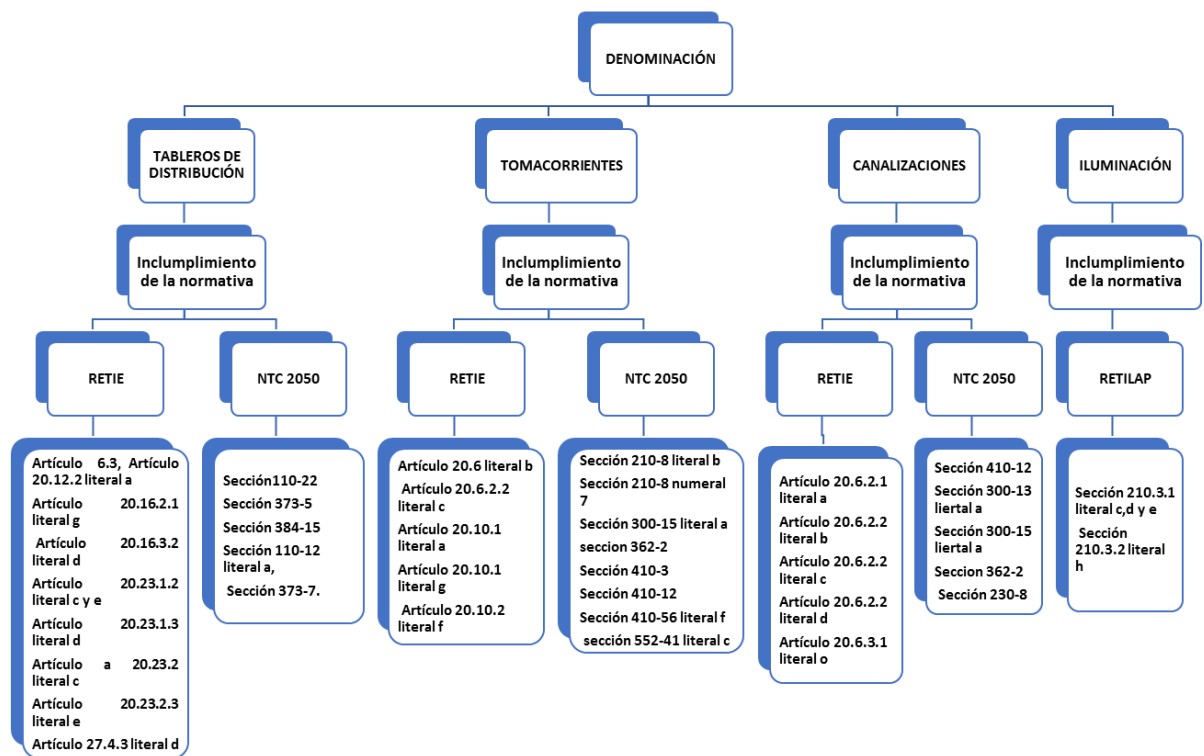 DENOMINACIÓN
TABLEROS DE
DISTRIBUCIÓN
TOMACORRIENTES
CANALIZACIONES
ILUMINACIÓN
Inclumplimiento
de la normativa
Inclumplimiento
de la normativa
Inclumplimiento
de la normativa
Inclumplimiento
de la normativa
RETIE
NTC 2050
RETIE
NTC 2050
RETIE
NTC 2050
RETILAP
Artículo 6.3, Artículo
20.12.2 literal a
Artículo 20.16.2.1
literal g
Artículo 20.16.3.2
literal d
Artículo 20.23.1.2
literal c y e
Artículo 20.23.1.3
literal d
Artículo a 20.23.2
literal c
Artículo 20.23.2.3
literal e
Artículo 27.4.3 literal d
Sección110-22
Sección 373-5
Sección 384-15
Sección 110-12
literal a,
Sección 373-7.
Artículo 20.6 literal b
Artículo 20.6.2.2
literal c
Artículo 20.10.1
literal a
Artículo 20.10.1
literal g
Artículo 20.10.2
literal f
Sección 210-8 literal b
Sección 210-8 numeral
7
Sección 300-15 literal a
seccion 362-2
Sección 410-3
Sección 410-12
Sección 410-56 literal f
sección 552-41 literal c
Artículo 20.6.2.1
literal a
Artículo 20.6.2.2
literal b
Artículo 20.6.2.2
literal c
Artículo 20.6.2.2
literal d
Artículo 20.6.3.1
literal o
Sección 410-12
Sección 300-13
liertal a
Sección 300-15
liertal a
Seccion 362-2
Sección 230-8
Sección 210.3.1
literal c,d y e
Sección
210.3.2 literal
h